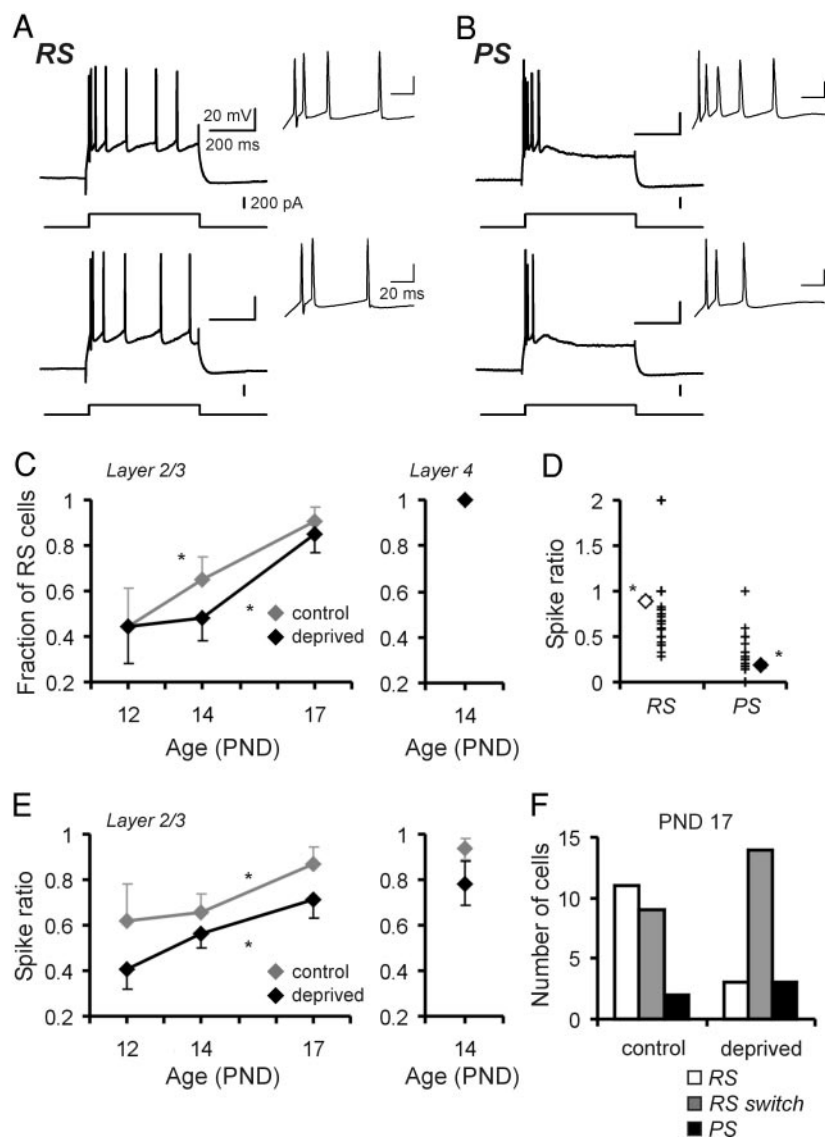 A
RS
20 mV
200 ms
200 pA
20 ms
B
PS
C
Layer 2/3
Layer 4
Fraction of RS cells
1
0.8
0.6
0.4
0.2
*
*
control
deprived
12
14
17
Age (PND)
1
0.8
0.6
0.4
0.2
14
Age (PND)
D
Spike ratio
2
1
0.5
0
*
*
RS
PS
E
Layer 2/3
Spike ratio
1
0.8
0.6
0.4
0.2
*
*
control
deprived
12
14
17
Age (PND)
1
0.8
0.6
0.4
0.2
14
Age (PND)
F
PND 17
Number of cells
15
10
5
0
control
deprived
RS
RS switch
PS